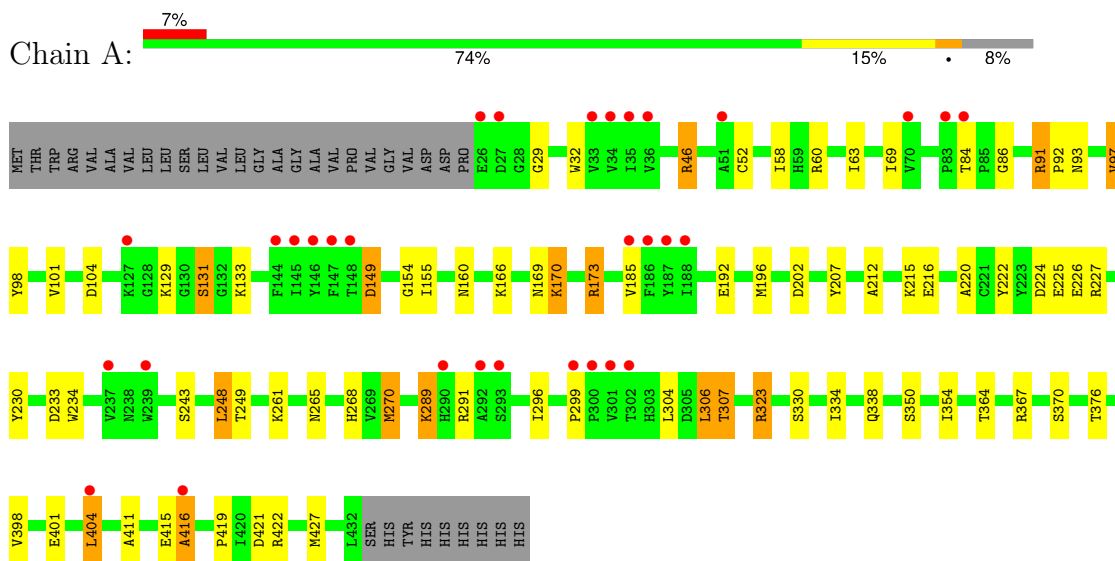 7%
Chain A:
74% 15% • 8%
MET THR TRP ARG VAL ALA VAL LEU LEU SER LEU VAL LEU GLY ALA GLY ALA VAL PRO VAL GLY VAL ASP ASP PRO E26 D27 G28 G29 W32 V33 V34 I35 V36 R46 A51 C52 I58 H59 R60 I63 I69 V70 P83 T84 P85 G86 R91 P92 N93
Y98 V101 D104 K127 G128 K129 G130 S131 G132 K133 F144 I145 Y146 F147 T148 D149 G154 I155 N160 K166 N169 K170 R173 V185 F186 Y187 I188 E192 M196 D202 Y207 A212 K215 E216 A220 C221 Y222 Y223 D224 E225 E226 R227
Y230 D233 W234 V237 N238 W239 S243 L248 T249 K261 N265 H268 V269 M270 K289 H290 R291 A292 S293 I296 P299 P300 V301 T302 H303 L304 D305 L306 T307 R323 S330 I334 Q338 S350 I354 T364 R367 S370 T376
V398 E401 L404 A411 E415 A416 P419 I420 D421 R422 M427 L432 SER HIS TYR HIS HIS HIS HIS HIS HIS